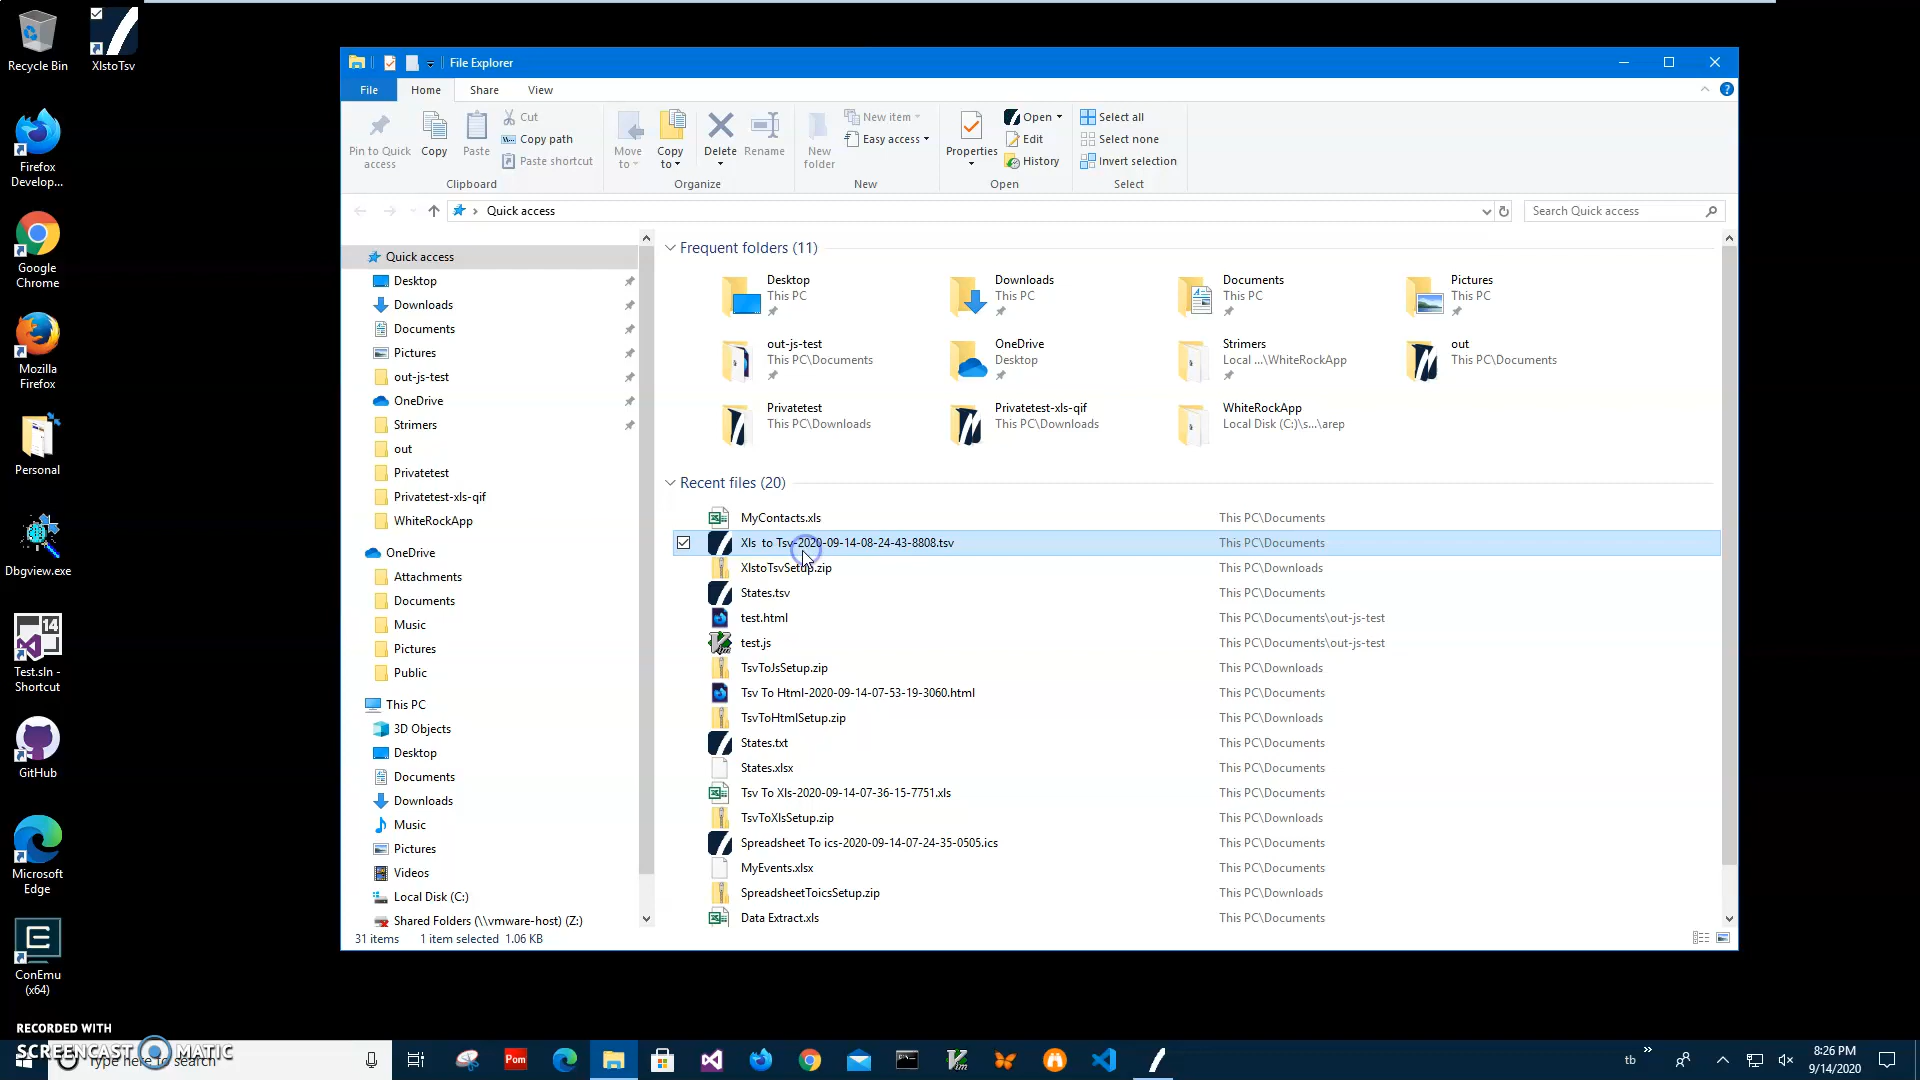 Recycle Bin
XlstoTsv
Firefox
Develop...
Google
Chrome
Mozilla
Firefox
Personal
Dbgview.exe
14
Test.sln -
Shortcut
GitHub
Microsoft
Edge
ConEmu
(x64)
File Explorer
File Home Share View
Pin to Quick
access
Copy
Paste
Cut
Copy path
Paste shortcut
Clipboard
Move
to
Copy
to
Delete
Rename
Organize
New
folder
New item
Easy access
New
Properties
Open
Edit
History
Open
Select all
Select none
Invert selection
Select
Quick access
Search Quick access
Quick access
Desktop
Downloads
Documents
Pictures
out-js-test
OneDrive
Strimers
out
Privatetest
Privatetest-xls-qif
WhiteRockApp
OneDrive
Attachments
Documents
Music
Pictures
Public
This PC
3D Objects
Desktop
Documents
Downloads
Music
Pictures
Videos
Local Disk (C:)
Shared Folders (\\vmware-host) (Z:)
Frequent folders (11)
Desktop
This PC
Downloads
This PC
Documents
This PC
Pictures
This PC
out-js-test
This PC\Documents
OneDrive
Desktop
Strimers
Local ...\WhiteRockApp
out
This PC\Documents
Privatetest
This PC\Downloads
Privatetest-xls-qif
This PC\Downloads
WhiteRockApp
Local Disk (C:)\s...\arep
Recent files (20)
MyContacts.xls This PC\Documents
Xls to Tsv-2020-09-14-08-24-43-8808.tsv This PC\Documents
XlstoTsvSetup.zip This PC\Downloads
States.tsv This PC\Documents
test.html This PC\Documents\out-js-test
test.js This PC\Documents\out-js-test
TsvToJsSetup.zip This PC\Downloads
Tsv To Html-2020-09-14-07-53-19-3060.html This PC\Documents
TsvToHtmlSetup.zip This PC\Downloads
States.txt This PC\Documents
States.xlsx This PC\Documents
Tsv To Xls-2020-09-14-07-36-15-7751.xls This PC\Documents
TsvToXlsSetup.zip This PC\Downloads
Spreadsheet To ics-2020-09-14-07-24-35-0505.ics This PC\Documents
MyEvents.xlsx This PC\Documents
SpreadsheetToicsSetup.zip This PC\Downloads
Data Extract.xls This PC\Documents
31 items 1 item selected 1.06 KB
RECORDED WITH
SCREENCAST MATIC
Type here to search
Pom
Vim
tb
8:26 PM
9/14/2020